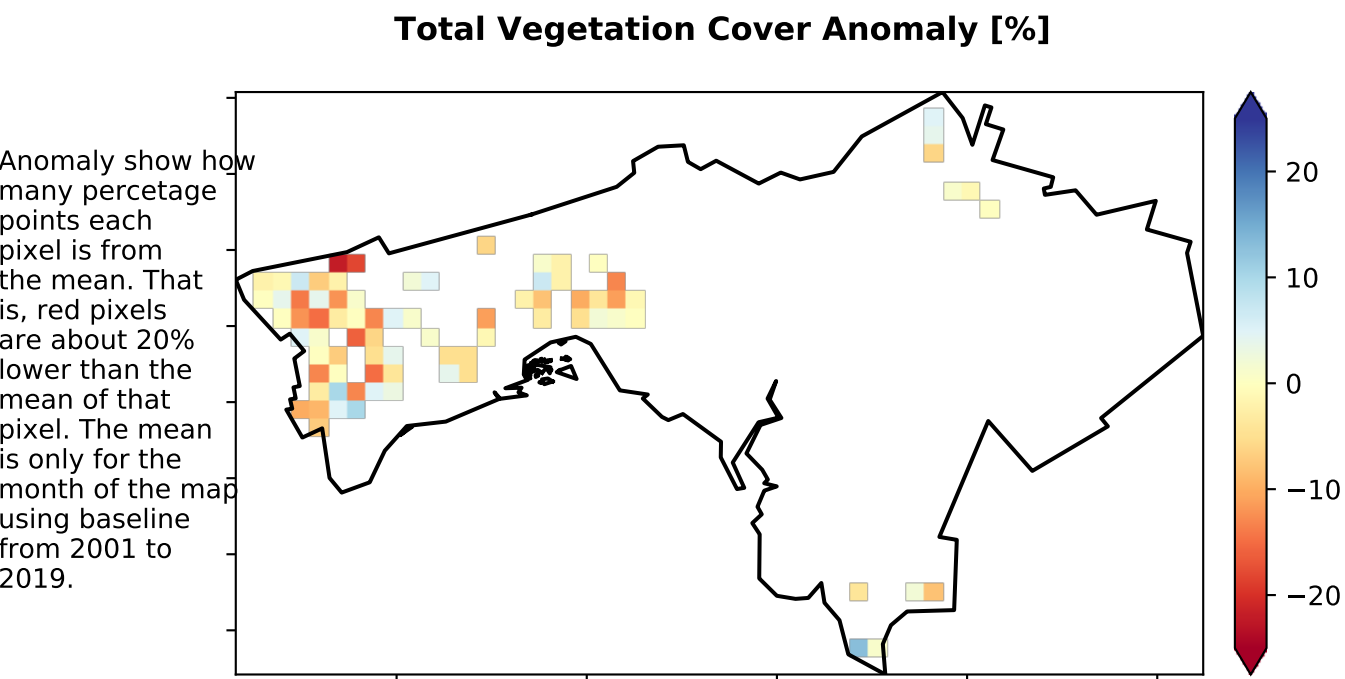 Total Vegetation Cover Anomaly [%]
Anomaly show how
many percetage
points each
pixel is from
the mean. That
is, red pixels
are about 20%
lower than the
mean of that
pixel. The mean
is only for the
month of the map
using baseline
from 2001 to
2019.
20
10
0
−10
−20